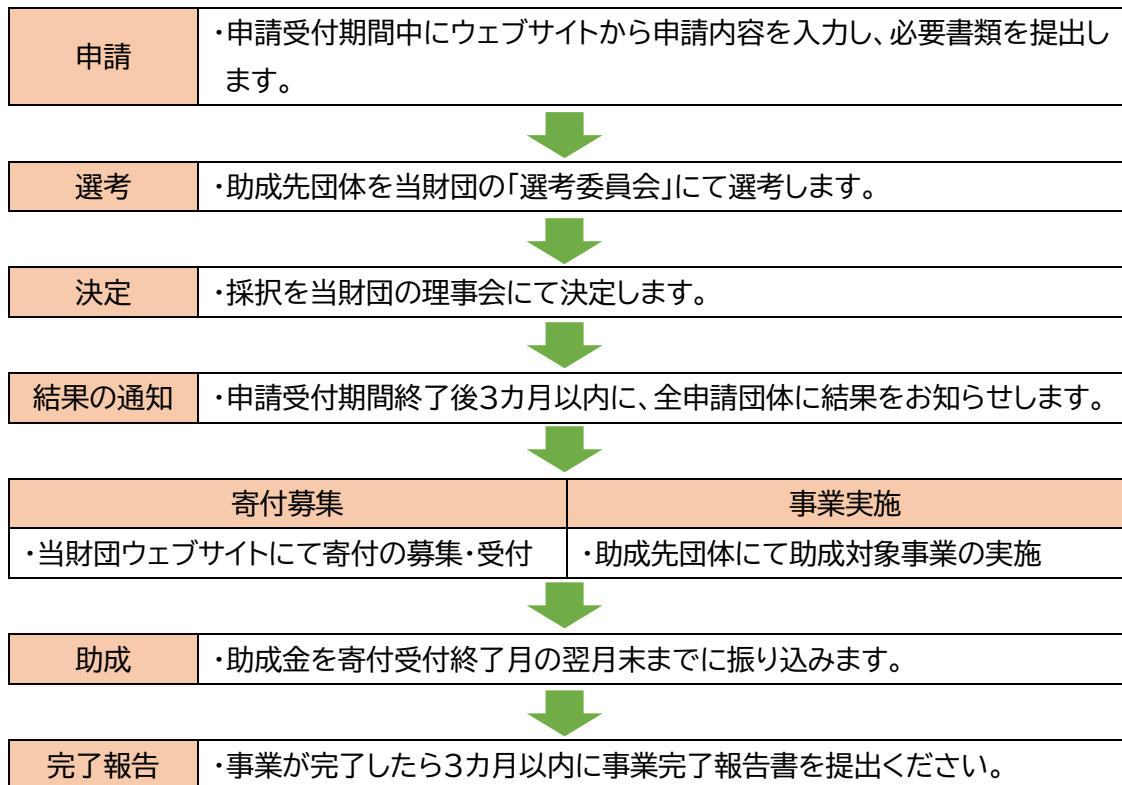 申請
・申請受付期間中にウェブサイトから申請内容を入力し、必要書類を提出し
ます。
選考
・助成先団体を当財団の「選考委員会」にて選考します。
決定
・採択を当財団の理事会にて決定します。
結果の通知
・申請受付期間終了後3カ月以内に、全申請団体に結果をお知らせします。
寄付募集
事業実施
・当財団ウェブサイトにて寄付の募集・受付
・助成先団体にて助成対象事業の実施
助成
・助成金を寄付受付終了月の翌月末までに振り込みます。
完了報告
・事業が完了したら3カ月以内に事業完了報告書を提出ください。